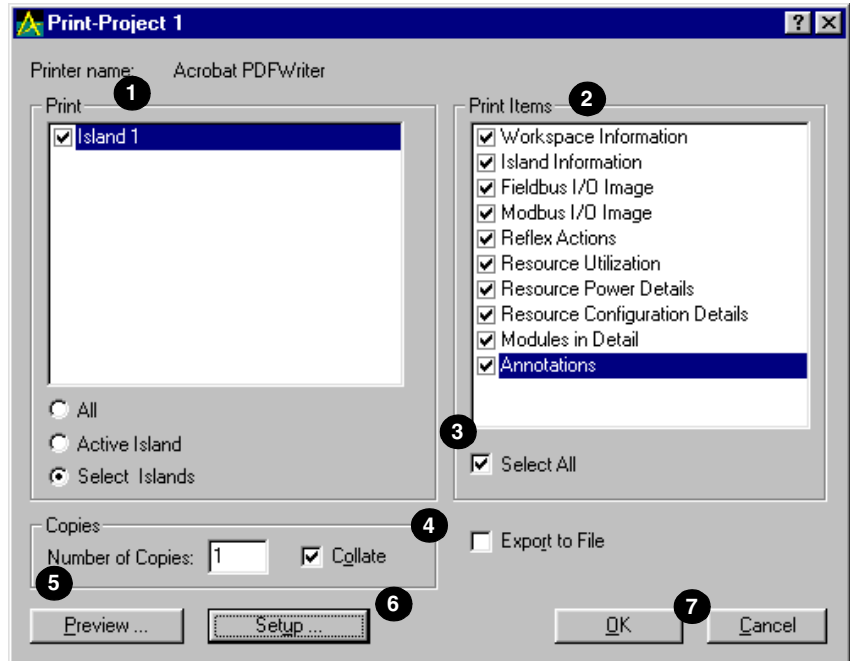 Print-Project 1
Printer name: Acrobat PDFWriter
1
Print
Island 1
All
Active Island
Select Islands
2
Print Items
Workspace Information
Island Information
Fieldbus I/O Image
Modbus I/O Image
Reflex Actions
Resource Utilization
Resource Power Details
Resource Configuration Details
Modules in Detail
Annotations
3
Select All
4
Copies
Number of Copies: 1 Collate
Export to File
5
Preview ...
6
Setup ...
7
OK
Cancel